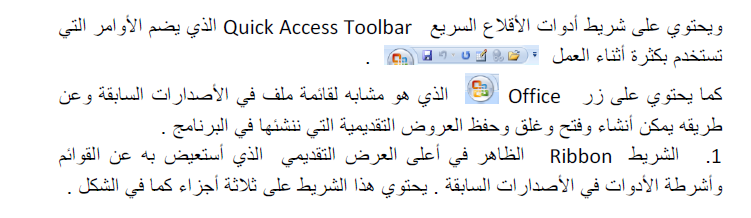 ويحتوي على شريط أدوات الأقلاع السريع Quick Access Toolbar الذي يضم الأوامر التي
تستخدم بكثرة أثناء العمل .
كما يحتوي على زر Office الذي هو مشابه لقائمة ملف في الأصدارات السابقة وعن
طريقه يمكن أنشاء وفتح وغلق وحفظ العروض التقديمية التي ننشئها في البرنامج .
1. الشريط Ribbon الظاهر في أعلى العرض التقديمي الذي أستعيض به عن القوائم
وأشرطة الأدوات في الأصدارات السابقة . يحتوي هذا الشريط على ثلاثة أجزاء كما في الشكل .